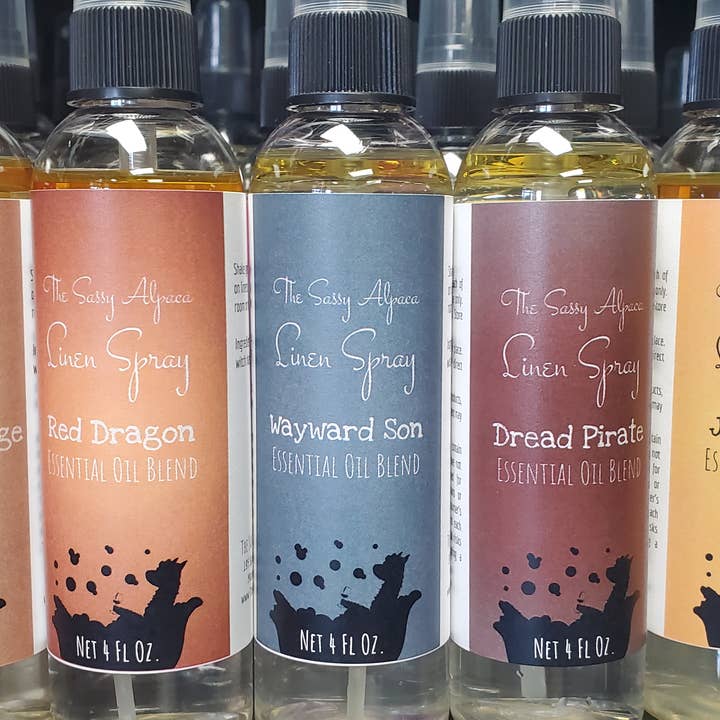 The Sassy Alpaca
Linen Spray
Red Dragon
Essential Oil Blend
Net 4 fl Oz.
The Sassy Alpaca
Linen Spray
Wayward Son
Essential Oil Blend
Net 4 fl Oz.
The Sassy Alpaca
Linen Spray
Dread Pirate
Essential Oil Blend
Net 4 fl Oz.